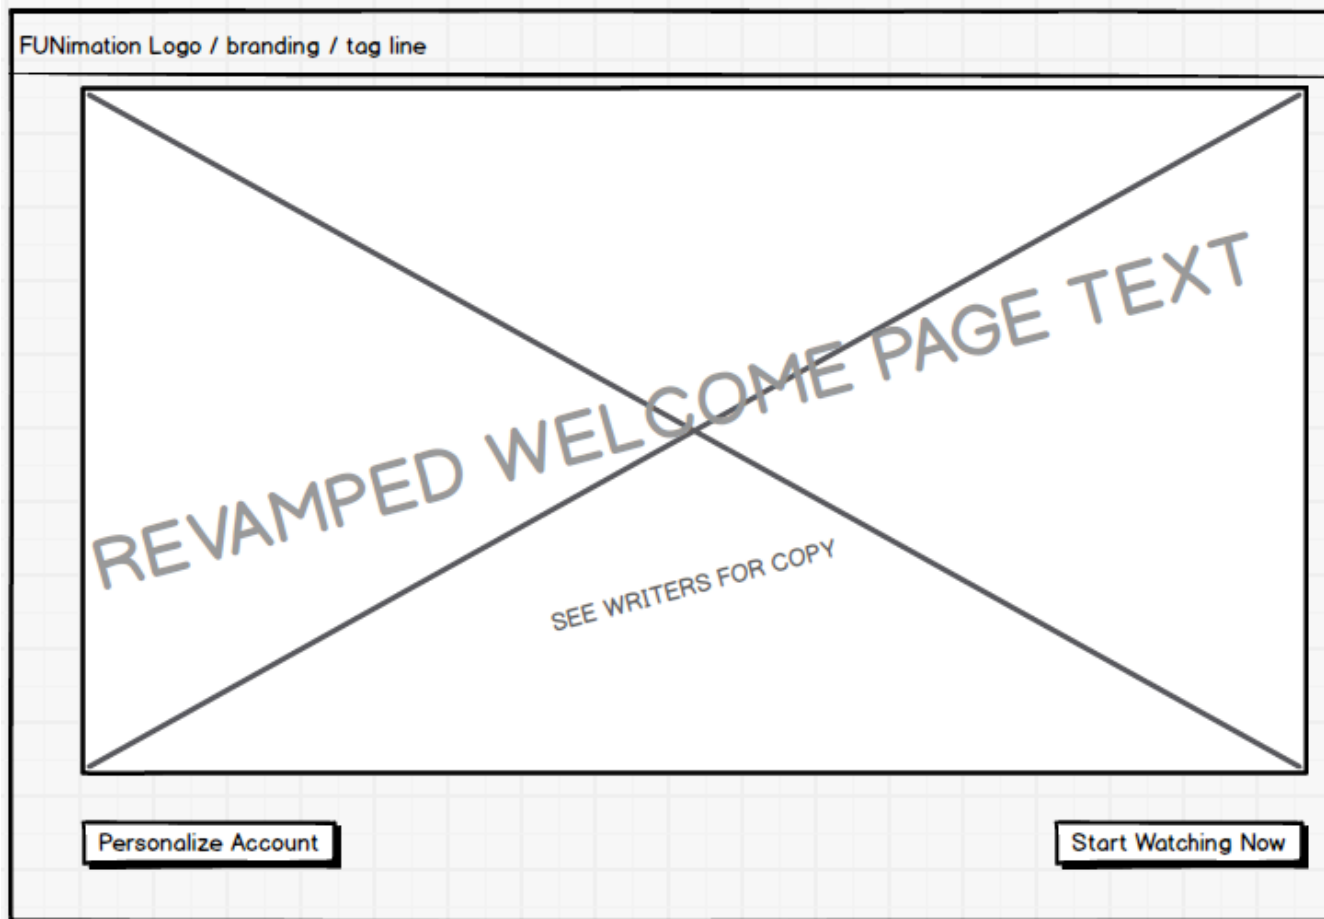 FUNimation Logo / branding / tag line
REVAMPED WELCOME PAGE TEXT
SEE WRITERS FOR COPY
Personalize Account
Start Watching Now